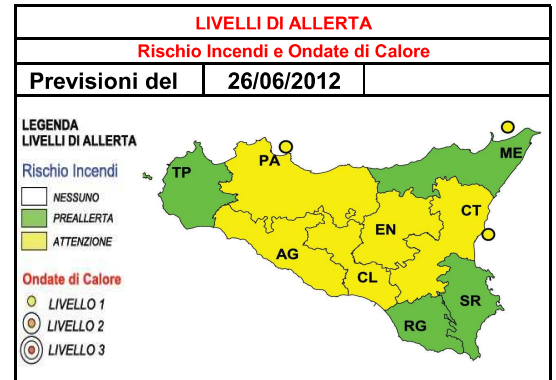 LIVELLI DI ALLERTA
Rischio Incendi e Ondate di Calore
Previsioni del 26/06/2012
LEGENDA
LIVELLI DI ALLERTA
Rischio Incendi
NESSUNO
PREALLERTA
ATTENZIONE
Ondate di Calore
LIVELLO 1
LIVELLO 2
LIVELLO 3
TP
PA
ME
AG
EN
CT
CL
RG
SR